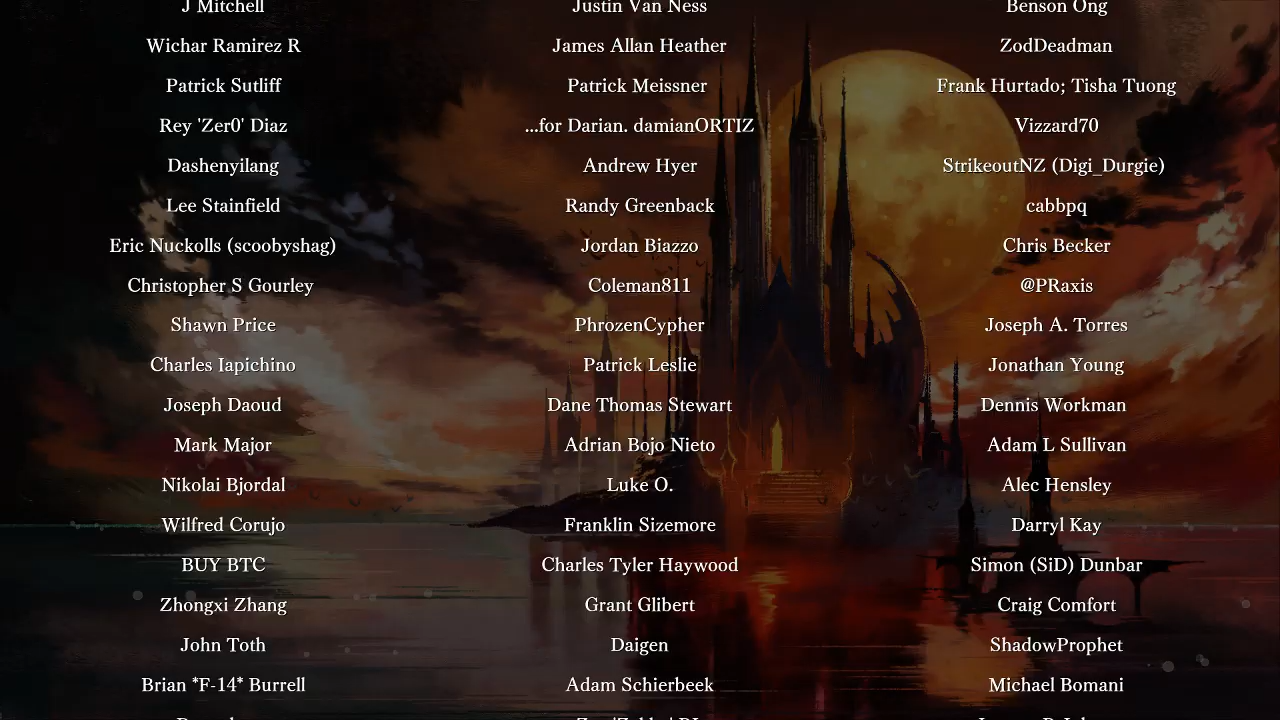 J Mitchell
Justin Van Ness
Benson Ong
Wichar Ramirez R
James Allan Heather
ZodDeadman
Patrick Sutliff
Patrick Meissner
Frank Hurtado; Tisha Tuong
Rey 'Zer0' Diaz
...for Darian. damianORTIZ
Vizzard70
Dashenyilang
Andrew Hyer
StrikeoutNZ (Digi_Durgie)
Lee Stainfield
Randy Greenback
cabbpq
Eric Nuckolls (scoobyshag)
Jordan Biazzo
Chris Becker
Christopher S Gourley
Coleman811
@PRaxis
Shawn Price
PhrozenCypher
Joseph A. Torres
Charles Iapichino
Patrick Leslie
Jonathan Young
Joseph Daoud
Dane Thomas Stewart
Dennis Workman
Mark Major
Adrian Bojo Nieto
Adam L Sullivan
Nikolai Bjordal
Luke O.
Alec Hensley
Wilfred Corujo
Franklin Sizemore
Darryl Kay
BUY BTC
Charles Tyler Haywood
Simon (SiD) Dunbar
Zhongxi Zhang
Grant Glibert
Craig Comfort
John Toth
Daigen
ShadowProphet
Brian *F-14* Burrell
Adam Schierbeek
Michael Bomani